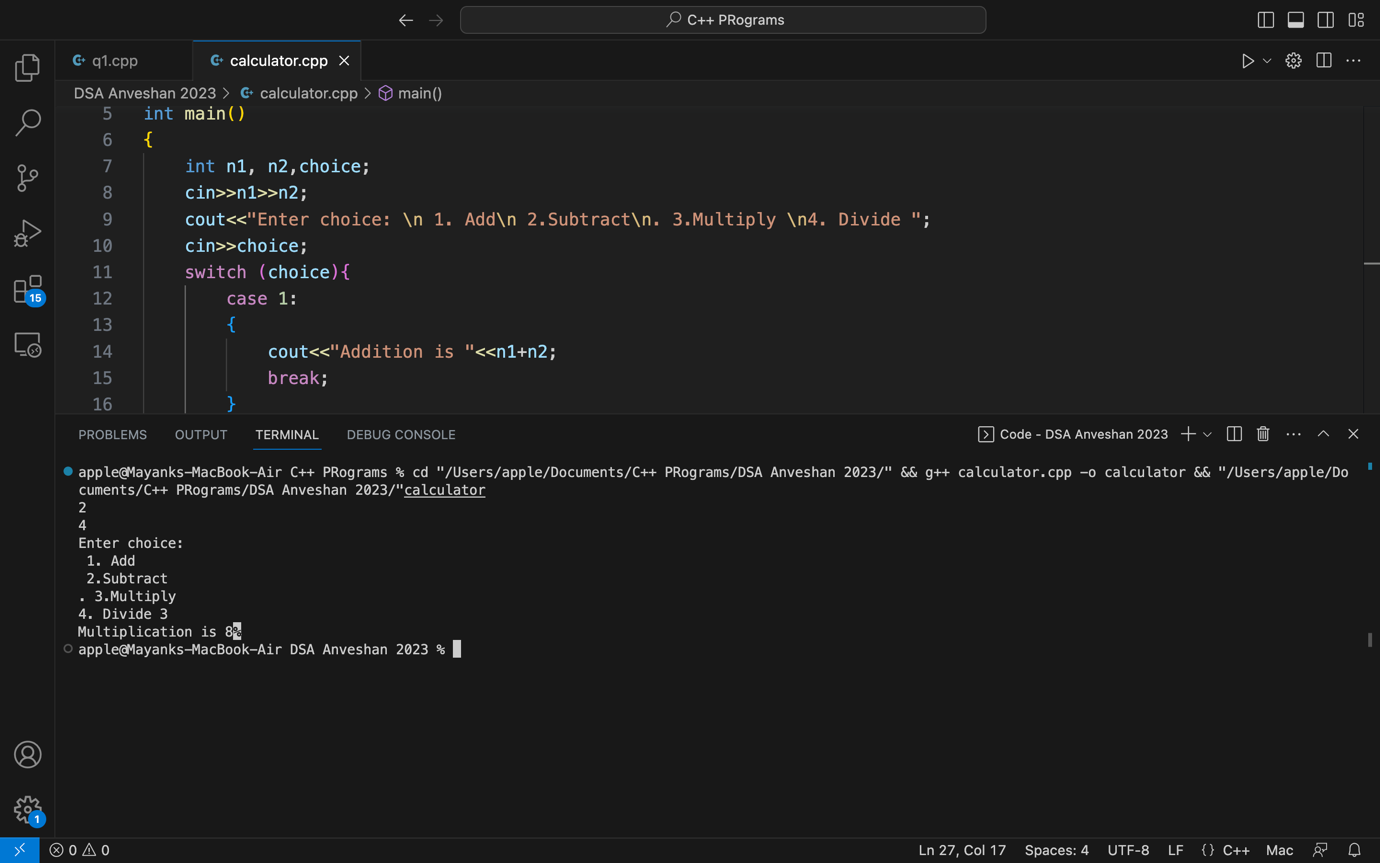 C++ PRograms
q1.cpp
calculator.cpp
DSA Anveshan 2023 > calculator.cpp > main()
5 int main()
6 {
7 int n1, n2,choice;
8 cin>>n1>>n2;
9 cout<<"Enter choice: \n 1. Add\n 2.Subtract\n. 3.Multiply \n4. Divide ";
10 cin>>choice;
11 switch (choice){
12 case 1:
13 {
14 cout<<"Addition is "<<n1+n2;
15 break;
16 }
PROBLEMS OUTPUT TERMINAL DEBUG CONSOLE Code - DSA Anveshan 2023
apple@Mayanks-MacBook-Air C++ PRograms % cd "/Users/apple/Documents/C++ PRograms/DSA Anveshan 2023/" && g++ calculator.cpp -o calculator && "/Users/apple/Do
cuments/C++ PRograms/DSA Anveshan 2023/"calculator
2
4
Enter choice:
1. Add
2.Subtract
. 3.Multiply
4. Divide 3
Multiplication is 8%
apple@Mayanks-MacBook-Air DSA Anveshan 2023 %
15
1
0 0 Ln 27, Col 17 Spaces: 4 UTF-8 LF {} C++ Mac